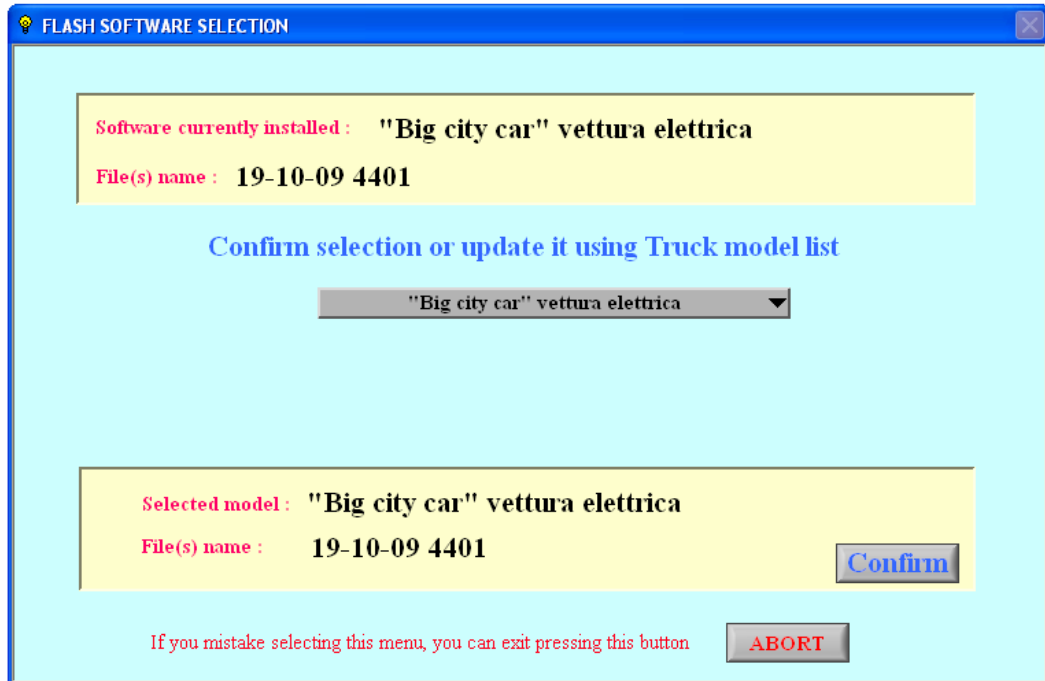 FLASH SOFTWARE SELECTION
Software currently installed : "Big city car" vettura elettrica
File(s) name : 19-10-09 4401
Confirm selection or update it using Truck model list
"Big city car" vettura elettrica
Selected model : "Big city car" vettura elettrica
File(s) name : 19-10-09 4401
Confirm
If you mistake selecting this menu, you can exit pressing this button ABORT